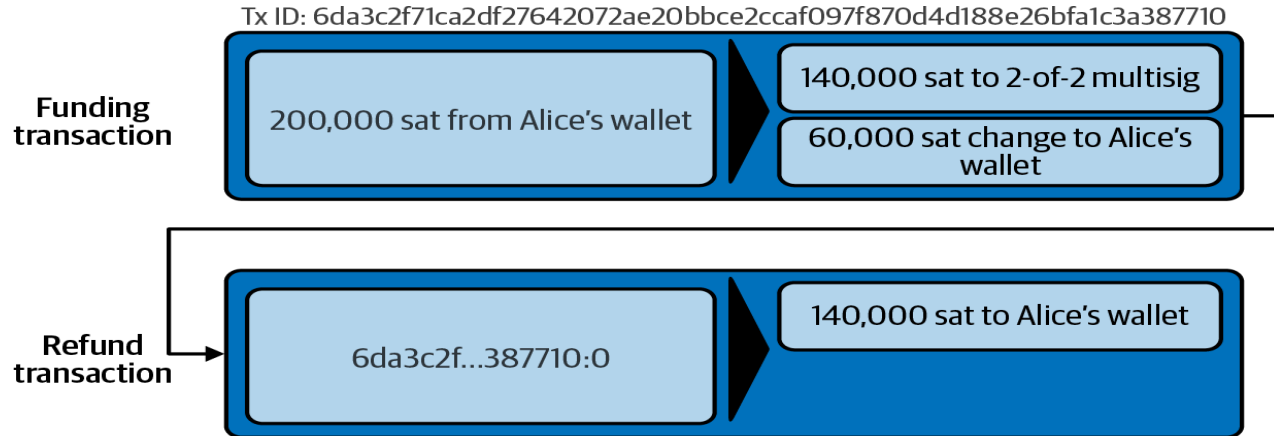 Tx ID: 6da3c2f71ca2df27642072ae20bbce2ccaf097f870d4d188e26bfa1c3a387710
Funding
transaction
200,000 sat from Alice's wallet
140,000 sat to 2-of-2 multisig
60,000 sat change to Alice's
wallet
Refund
transaction
6da3c2f...387710:0
140,000 sat to Alice's wallet